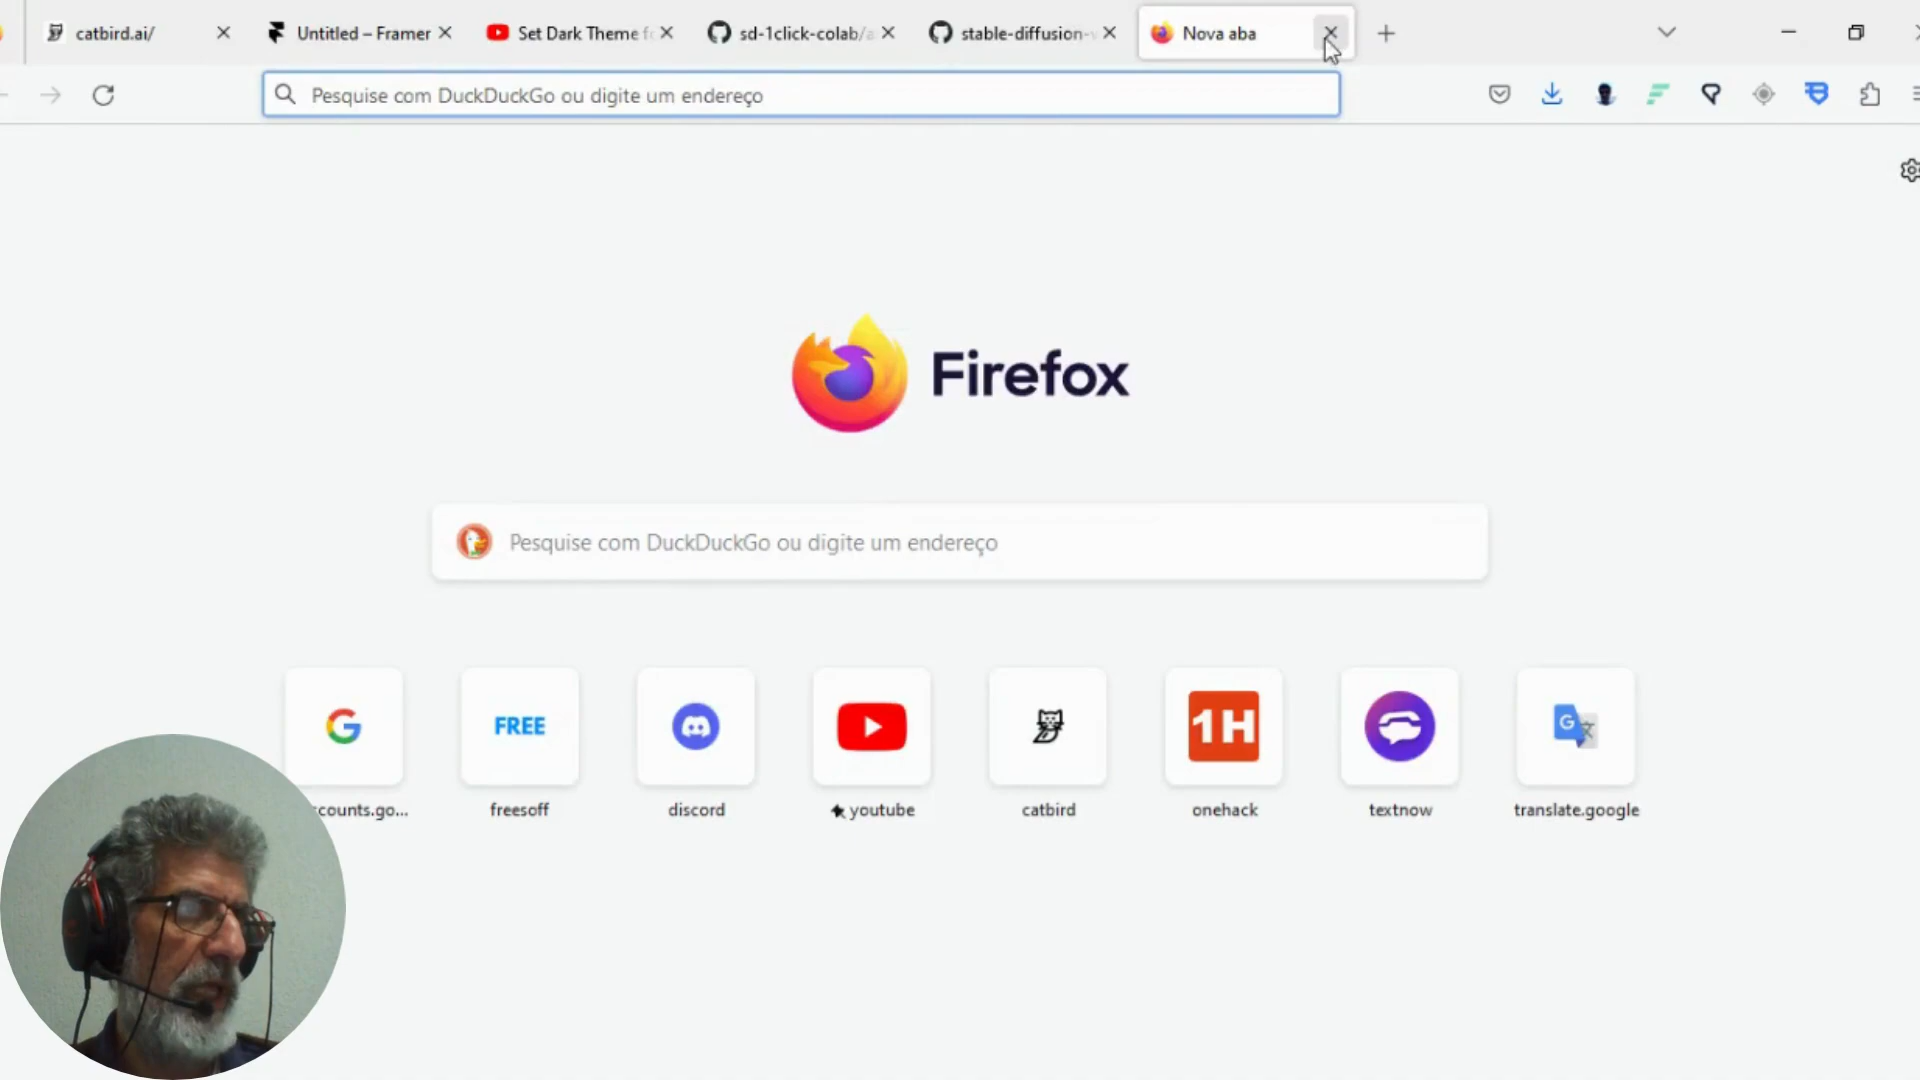 catbird.ai/
Untitled – Framer
Set Dark Theme f
sd-1click-colab/a
stable-diffusion-
Nova aba
Pesquise com DuckDuckGo ou digite um endereço
Firefox
Pesquise com DuckDuckGo ou digite um endereço
FREE
1H
ccounts.go...
freesoff
discord
youtube
catbird
onehack
textnow
translate.google